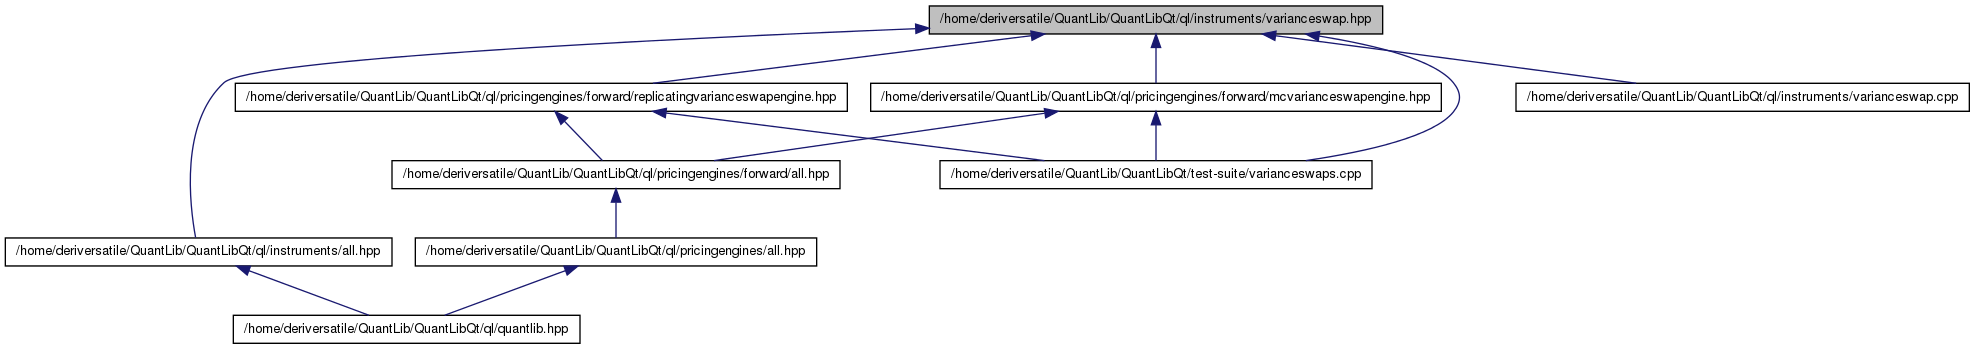 /home/deriversatile/QuantLib/QuantLibQt/ql/instruments/varianceswap.hpp
/home/deriversatile/QuantLib/QuantLibQt/ql/pricingengines/forward/replicatingvarianceswapengine.hpp
/home/deriversatile/QuantLib/QuantLibQt/ql/pricingengines/forward/mcvarianceswapengine.hpp
/home/deriversatile/QuantLib/QuantLibQt/ql/instruments/varianceswap.cpp
/home/deriversatile/QuantLib/QuantLibQt/ql/pricingengines/forward/all.hpp
/home/deriversatile/QuantLib/QuantLibQt/test-suite/varianceswaps.cpp
/home/deriversatile/QuantLib/QuantLibQt/ql/instruments/all.hpp
/home/deriversatile/QuantLib/QuantLibQt/ql/pricingengines/all.hpp
/home/deriversatile/QuantLib/QuantLibQt/ql/quantlib.hpp